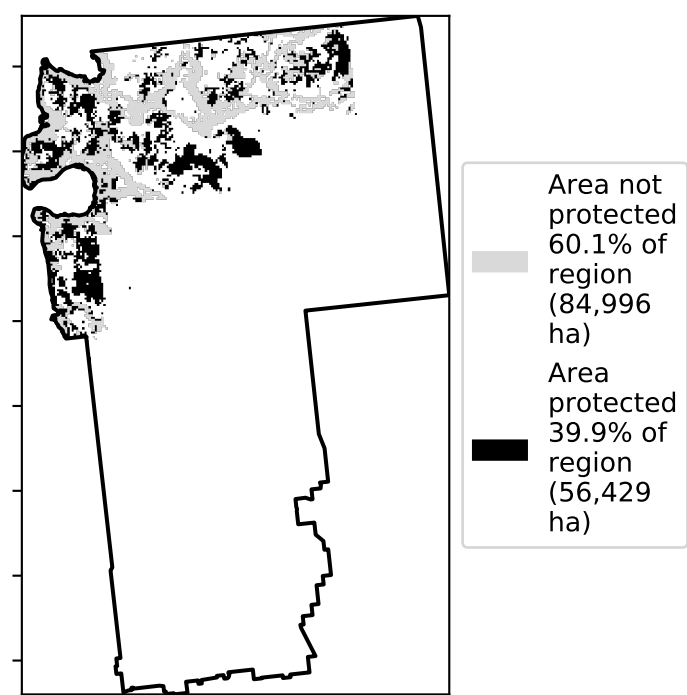 Area not
protected
60.1% of
region
(84,996
ha)
Area
protected
39.9% of
region
(56,429
ha)